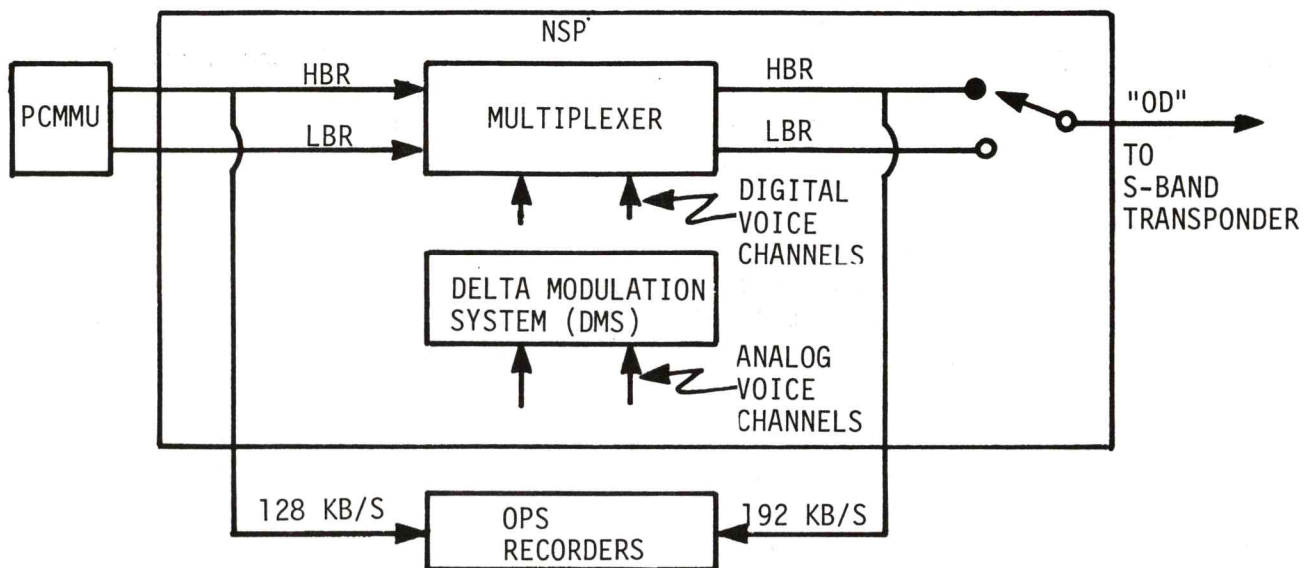 NSP
PCMMU
HBR
LBR
MULTIPLEXER
HBR
LBR
"OD"
TO
S-BAND
TRANSPONDER
DIGITAL
VOICE
CHANNELS
DELTA MODULATION
SYSTEM (DMS)
ANALOG
VOICE
CHANNELS
128 KB/S
OPS
RECORDERS
192 KB/S